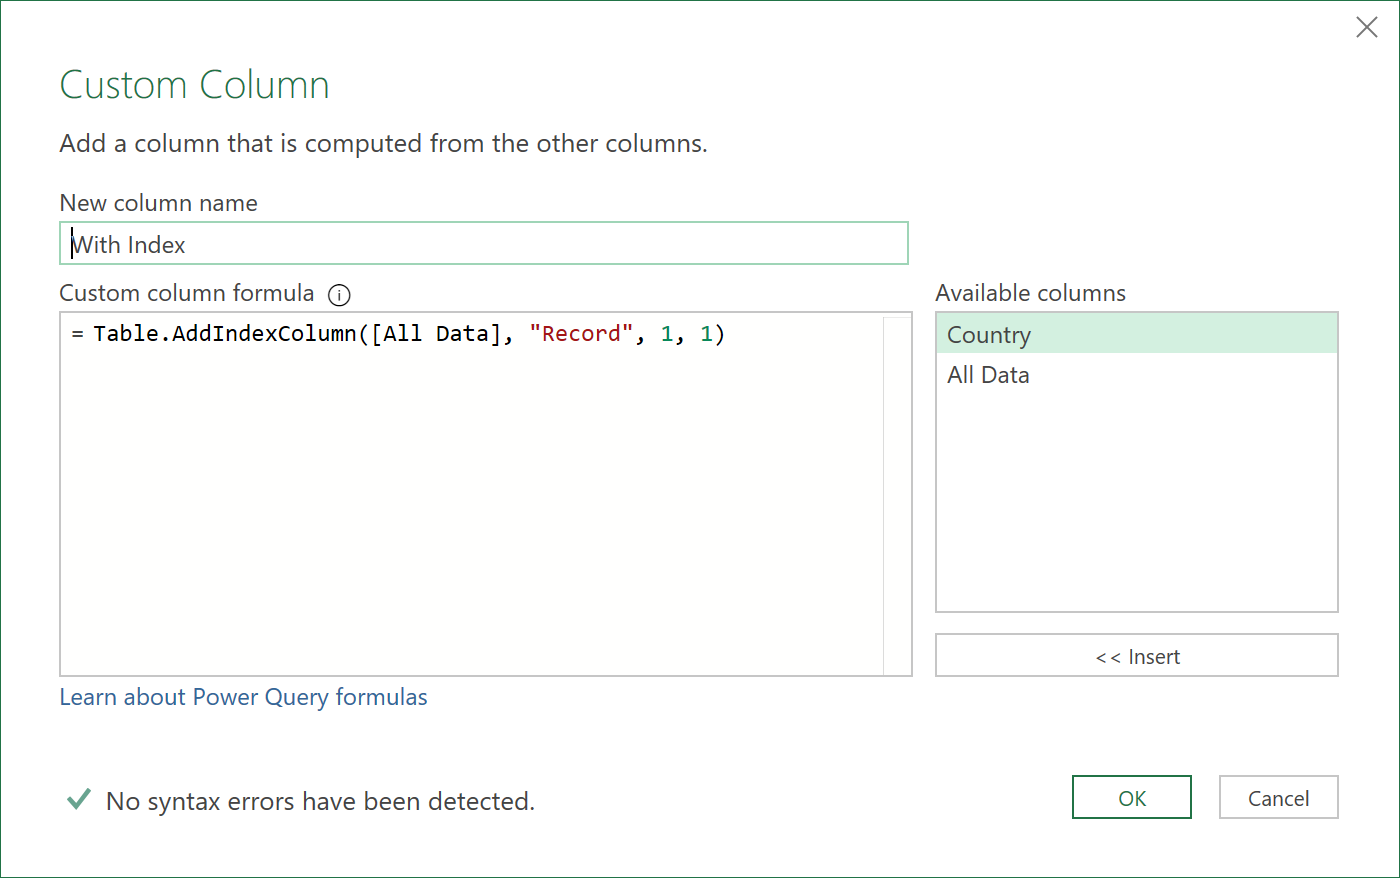 Custom Column
Add a column that is computed from the other columns.
New column name
With Index
Custom column formula
= Table.AddIndexColumn([All Data], "Record", 1, 1)
Available columns
Country
All Data
<< Insert
Learn about Power Query formulas
No syntax errors have been detected.
OK
Cancel